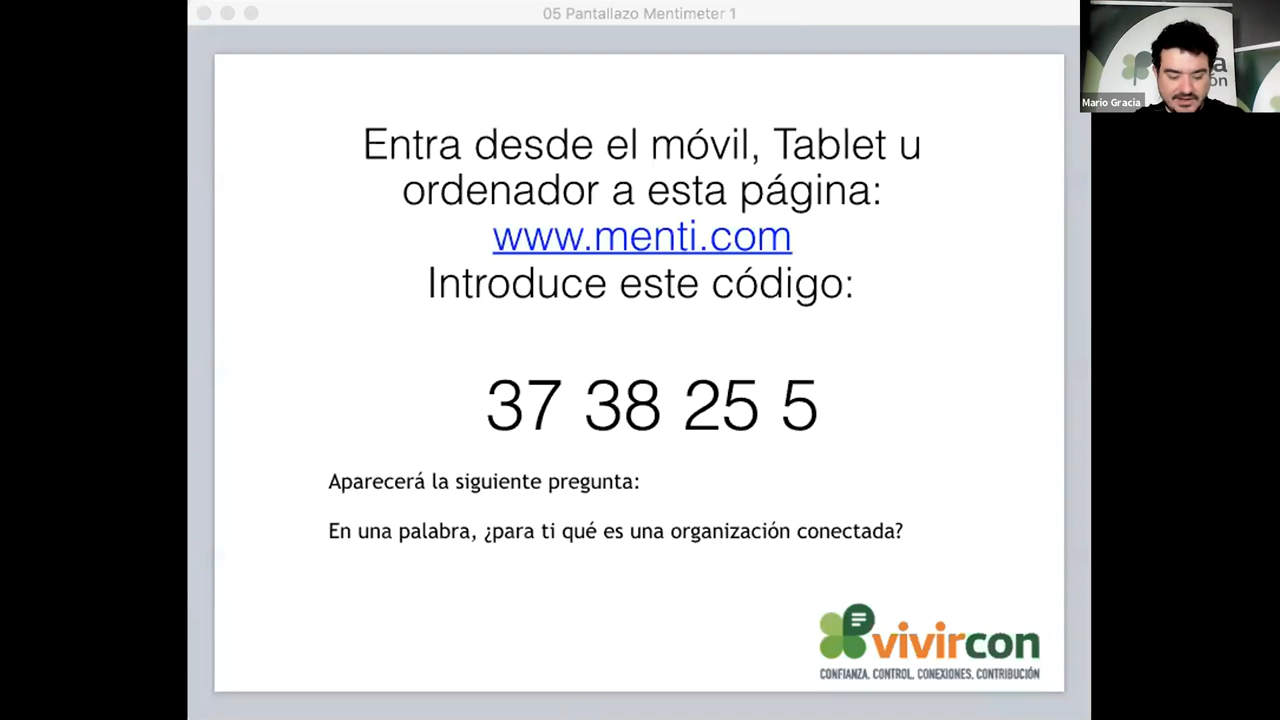 05 Pantallazo Mentimeter 1
Entra desde el móvil, Tablet u
ordenador a esta página:
www.menti.com
Introduce este código:
37 38 25 5
Aparecerá la siguiente pregunta:
En una palabra, ¿para ti qué es una organización conectada?
vivircon
CONFIANZA, CONTROL, CONEXIONES, CONTRIBUCIÓN
Mario Gracia